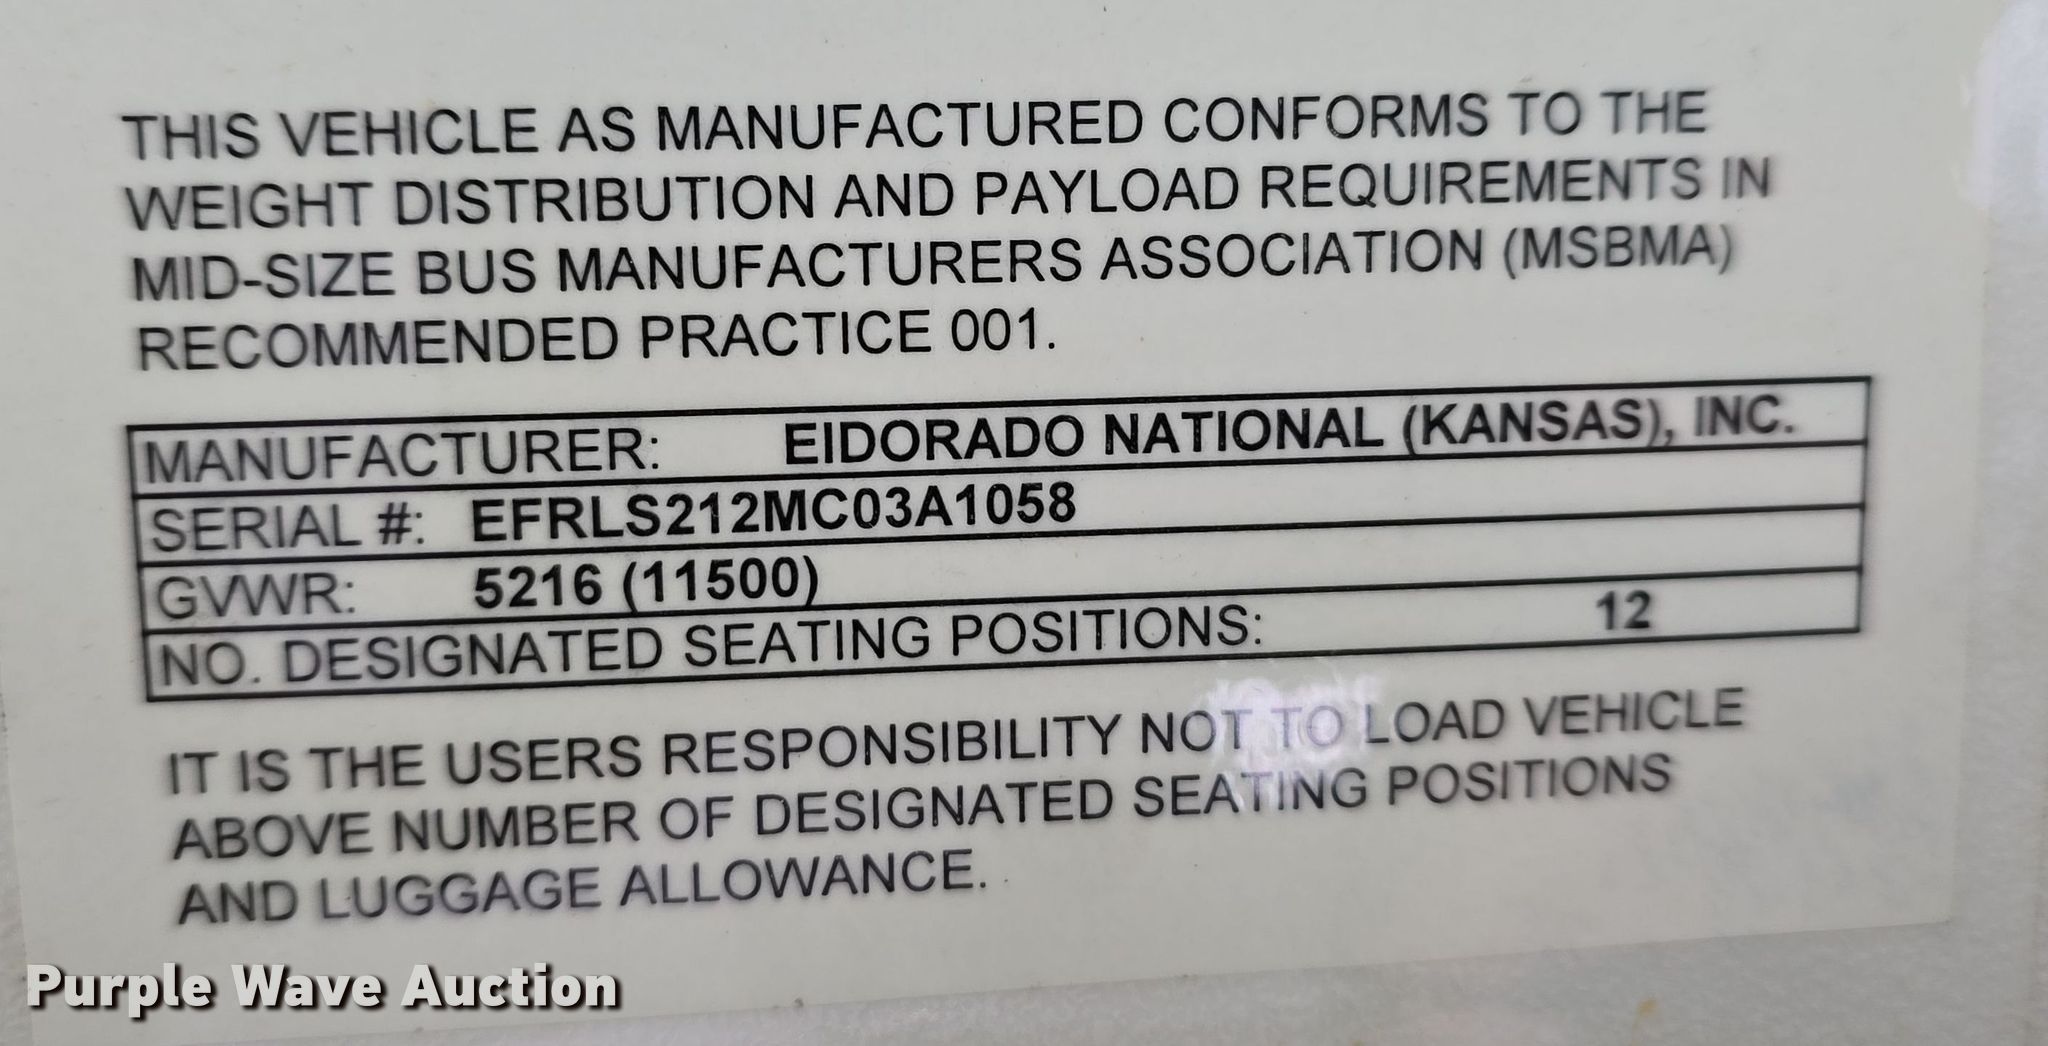 THIS VEHICLE AS MANUFACTURED CONFORMS TO THE
WEIGHT DISTRIBUTION AND PAYLOAD REQUIREMENTS IN
MID-SIZE BUS MANUFACTURERS ASSOCIATION (MSBMA)
RECOMMENDED PRACTICE 001.
MANUFACTURER: EIDORADO NATIONAL (KANSAS), INC.
SERIAL #: EFRLS212MC03A1058
GVWR: 5216 (11500)
NO. DESIGNATED SEATING POSITIONS: 12
IT IS THE USERS RESPONSIBILITY NOT TO LOAD VEHICLE
ABOVE NUMBER OF DESIGNATED SEATING POSITIONS
AND LUGGAGE ALLOWANCE.
Purple Wave Auction